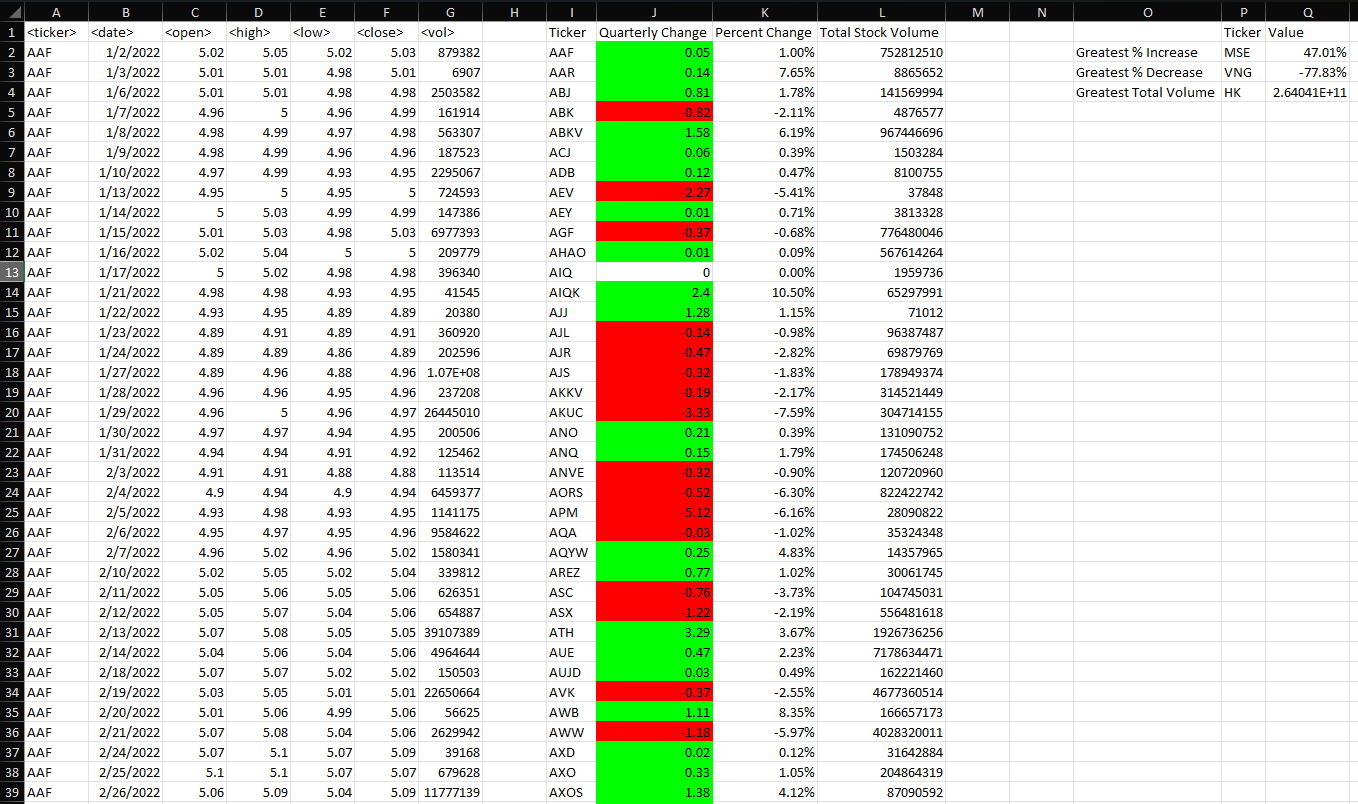 A B C D E F G H I J K L M N O P Q
1 <ticker> <date> <open> <high> <low> <close> <vol> Ticker Quarterly Change Percent Change Total Stock Volume Ticker Value
2 AAF 1/2/2022 5.02 5.05 5.02 5.03 879382 AAF 0.05 1.00% 752812510 Greatest % Increase MSE 47.01%
3 AAF 1/3/2022 5.01 5.01 4.98 5.01 6907 AAR 0.14 7.65% 8865652 Greatest % Decrease VNG -77.83%
4 AAF 1/6/2022 5.01 5.01 4.98 4.98 2503582 ABJ 0.81 1.78% 141569994 Greatest Total Volume HK 2.64041E+11
5 AAF 1/7/2022 4.96 5 4.96 4.99 161914 ABK -0.82 -2.11% 4876577
6 AAF 1/8/2022 4.98 4.99 4.97 4.98 563307 ABKV 1.58 6.19% 967446696
7 AAF 1/9/2022 4.98 4.99 4.96 4.96 187523 ACJ 0.06 0.39% 1503284
8 AAF 1/10/2022 4.97 4.99 4.93 4.95 2295067 ADB 0.12 0.47% 8100755
9 AAF 1/13/2022 4.95 5 4.95 5 724593 AEV -2.27 -5.41% 37848
10 AAF 1/14/2022 5 5.03 4.99 4.99 147386 AEY 0.01 0.71% 3813328
11 AAF 1/15/2022 5.01 5.03 4.98 5.03 6977393 AGF -0.37 -0.68% 776480046
12 AAF 1/16/2022 5.02 5.04 5 5 209779 AHAO 0.01 0.09% 567614264
13 AAF 1/17/2022 5 5.02 4.98 4.98 396340 AIQ 0 0.00% 1959736
14 AAF 1/21/2022 4.98 4.98 4.93 4.95 41545 AIQK 2.4 10.50% 65297991
15 AAF 1/22/2022 4.93 4.95 4.89 4.89 20380 AJJ 1.28 1.15% 71012
16 AAF 1/23/2022 4.89 4.91 4.89 4.91 360920 AJL -0.14 -0.98% 96387487
17 AAF 1/24/2022 4.89 4.89 4.86 4.89 202596 AJR -0.47 -2.82% 69879769
18 AAF 1/27/2022 4.89 4.96 4.88 4.96 1.07E+08 AJS -0.32 -1.83% 178949374
19 AAF 1/28/2022 4.96 4.96 4.95 4.96 237208 AKKV -0.19 -2.17% 314521449
20 AAF 1/29/2022 4.96 5 4.96 4.97 26445010 AKUC -3.33 -7.59% 304714155
21 AAF 1/30/2022 4.97 4.97 4.94 4.95 200506 ANO 0.21 0.39% 131090752
22 AAF 1/31/2022 4.94 4.94 4.91 4.92 125462 ANQ 0.15 1.79% 174506248
23 AAF 2/3/2022 4.91 4.91 4.88 4.88 113514 ANVE -0.32 -0.90% 120720960
24 AAF 2/4/2022 4.9 4.94 4.9 4.94 6459377 AORS -0.52 -6.30% 822422742
25 AAF 2/5/2022 4.93 4.98 4.93 4.95 1141175 APM -5.12 -6.16% 28090822
26 AAF 2/6/2022 4.95 4.97 4.95 4.96 9584622 AQA -0.03 -1.02% 35324348
27 AAF 2/7/2022 4.96 5.02 4.96 5.02 1580341 AQYW 0.25 4.83% 14357965
28 AAF 2/10/2022 5.02 5.05 5.02 5.04 339812 AREZ 0.77 1.02% 30061745
29 AAF 2/11/2022 5.05 5.06 5.05 5.06 626351 ASC -0.76 -3.73% 104745031
30 AAF 2/12/2022 5.05 5.07 5.04 5.06 654887 ASX -1.22 -2.19% 556481618
31 AAF 2/13/2022 5.07 5.08 5.05 5.05 39107389 ATH 3.29 3.67% 1926736256
32 AAF 2/14/2022 5.04 5.06 5.04 5.06 4964644 AUE 0.47 2.23% 7178634471
33 AAF 2/18/2022 5.07 5.07 5.02 5.02 150503 AUJD 0.03 0.49% 162221460
34 AAF 2/19/2022 5.03 5.05 5.01 5.01 22650664 AVK -0.37 -2.55% 4677360514
35 AAF 2/20/2022 5.01 5.06 4.99 5.06 56625 AWB 1.11 8.35% 166657173
36 AAF 2/21/2022 5.07 5.08 5.04 5.06 2629942 AWW -1.18 -5.97% 4028320011
37 AAF 2/24/2022 5.07 5.1 5.07 5.09 39168 AXD 0.02 0.12% 31642884
38 AAF 2/25/2022 5.1 5.1 5.07 5.07 679628 AXO 0.33 1.05% 204864319
39 AAF 2/26/2022 5.06 5.09 5.04 5.09 11777139 AXOS 1.38 4.12% 87090592